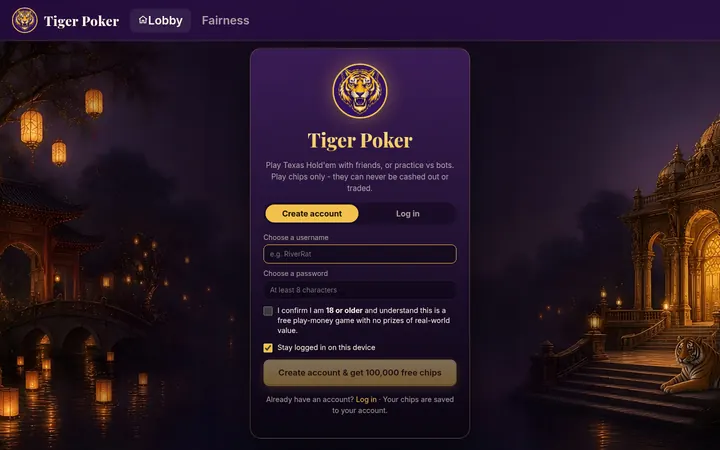 Tiger Poker
Lobby
Fairness
Tiger Poker
Play Texas Hold'em with friends, or practice vs bots.
Play chips only - they can never be cashed out or
traded.
Create account
Log in
Choose a username
e.g. RiverRat
Choose a password
At least 8 characters
I confirm I am 18 or older and understand this is a
free play-money game with no prizes of real-world
value.
Stay logged in on this device
Create account & get 100,000 free chips
Already have an account? Log in · Your chips are saved
to your account.